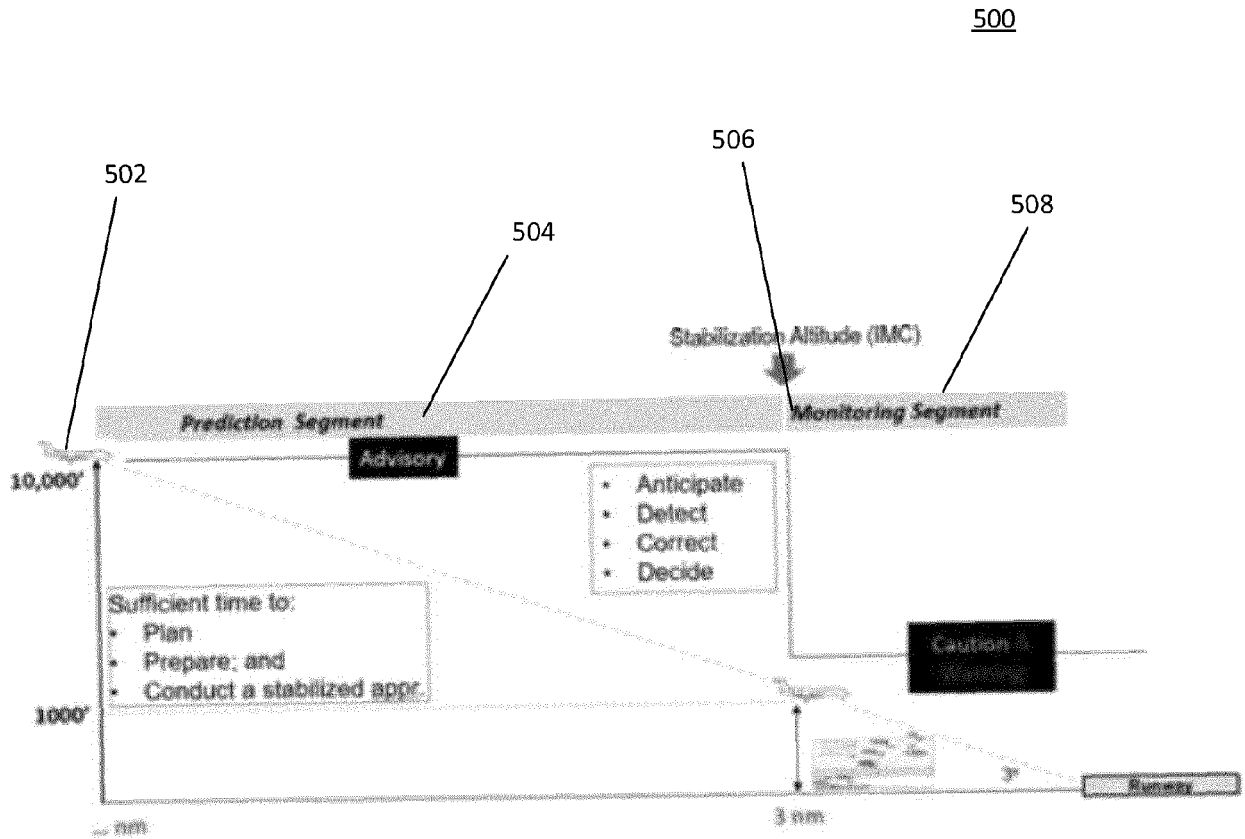 500
506
502
508
504
Stabilization Altitude (IMC)
Prediction Segment
Monitoring Segment
Advisory
10,000'
• Anticipate
• Detect
• Correct
• Decide
Sufficient time to:
• Plan
• Prepare; and
• Conduct a stabilized appr.
Caution &
1000'
3°
Runway
nm
3 nm